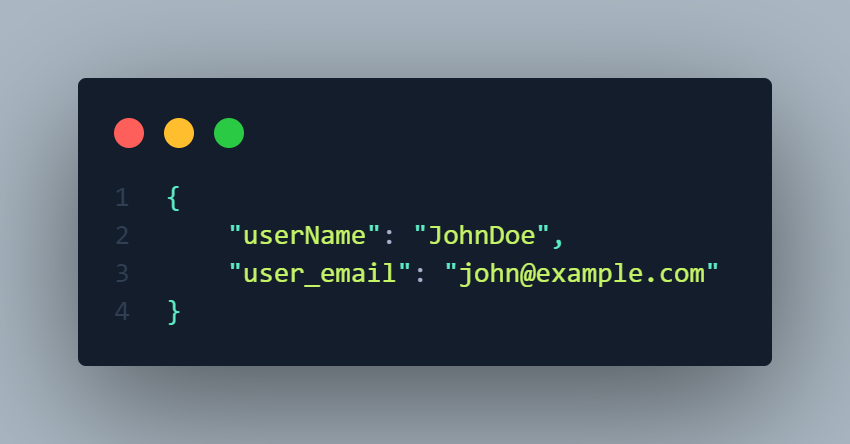 1 {
2     "userName": "JohnDoe",
3     "user_email": "john@example.com"
4 }